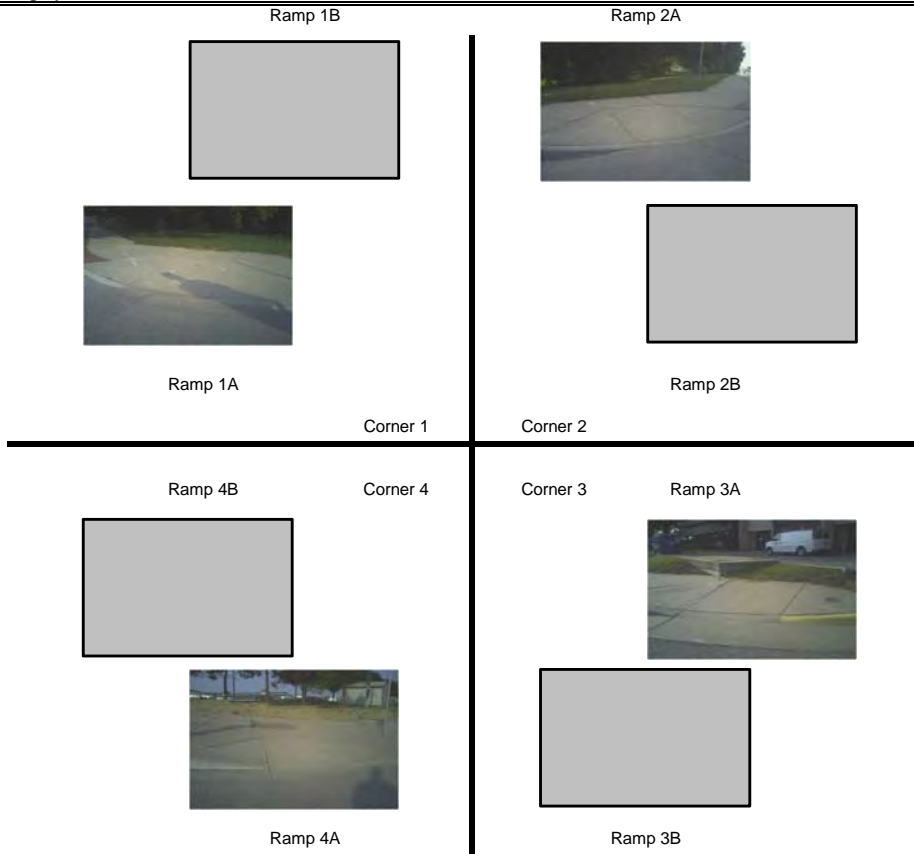 Ramp 1B Ramp 2A
Ramp 1A Ramp 2B
Corner 1 Corner 2
Ramp 4B Corner 4 Corner 3 Ramp 3A
Ramp 4A Ramp 3B